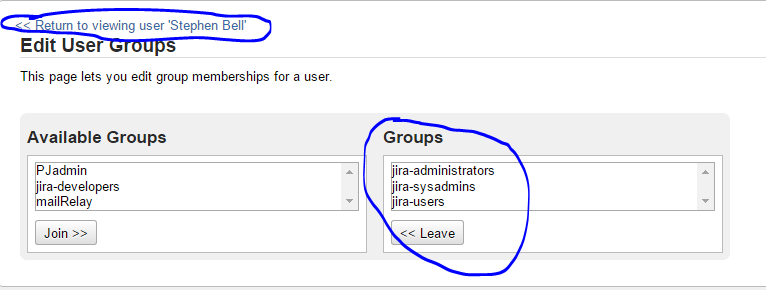 << Return to viewing user 'Stephen Bell'
Edit User Groups
This page lets you edit group memberships for a user.
Available Groups
PJadmin
jira-developers
mailRelay
Join >>
Groups
jira-administrators
jira-sysadmins
jira-users
<< Leave